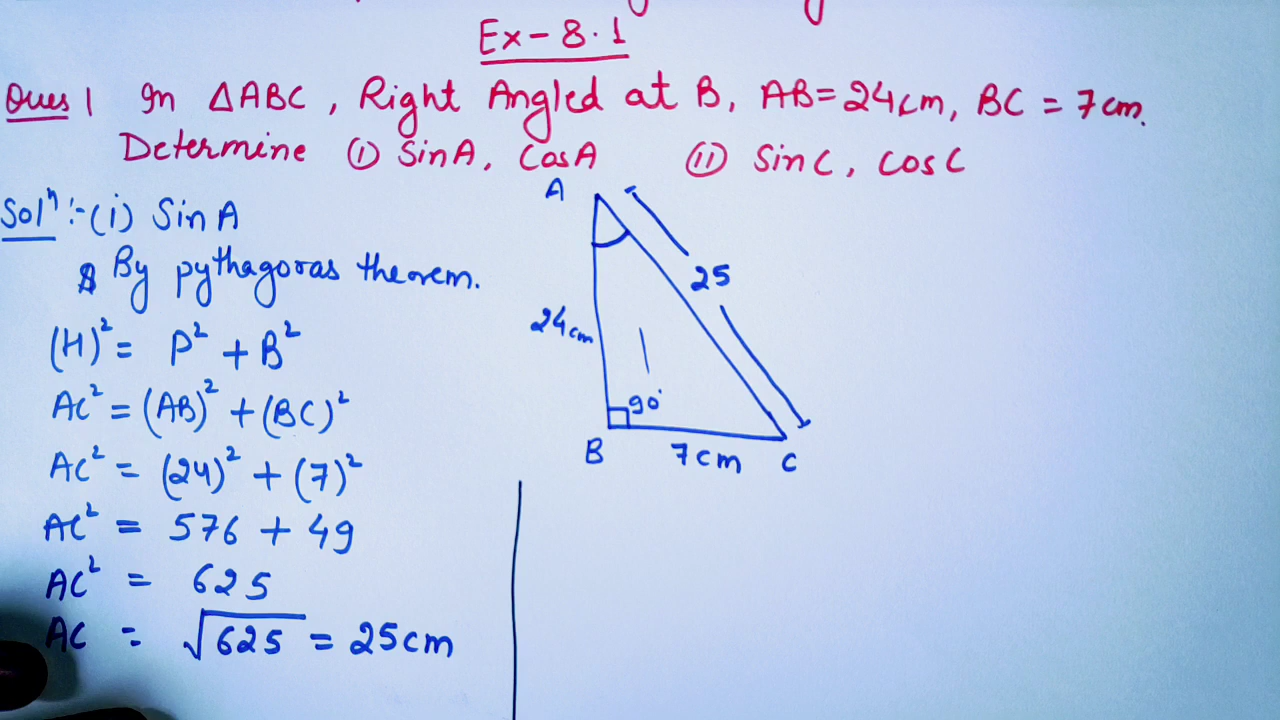 Ex-8.1
Ques 1 In △ABC, Right Angled at B, AB=24cm, BC = 7cm.
Determine (i) SinA, CosA (ii) SinC, CosC
Solⁿ:-(i) Sin A
By pythagoras theorem.
(H)² = P² + B²
AC² = (AB)² + (BC)²
AC² = (24)² + (7)²
AC² = 576 + 49
AC² = 625
AC = √625 = 25cm
A
25
24cm
90°
B
7cm
C